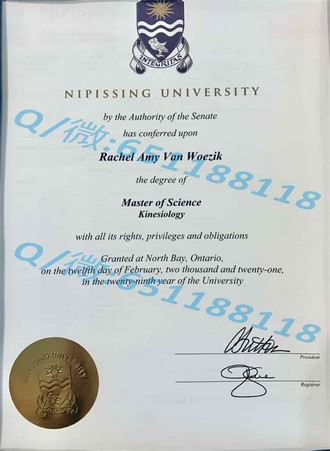 INTEGRITAS
NIPISSING UNIVERSITY
by the Authority of the Senate
has conferred upon
Rachel Amy Van Woezik
the degree of
Master of Science
Kinesiology
with all its rights, privileges and obligations
Granted at North Bay, Ontario,
on the twelfth day of February, two thousand and twenty-one,
in the twenty-ninth year of the University
President
Registrar
NIPISSING UNIVERSITY
Q/微:651188118
Q/微:651188118